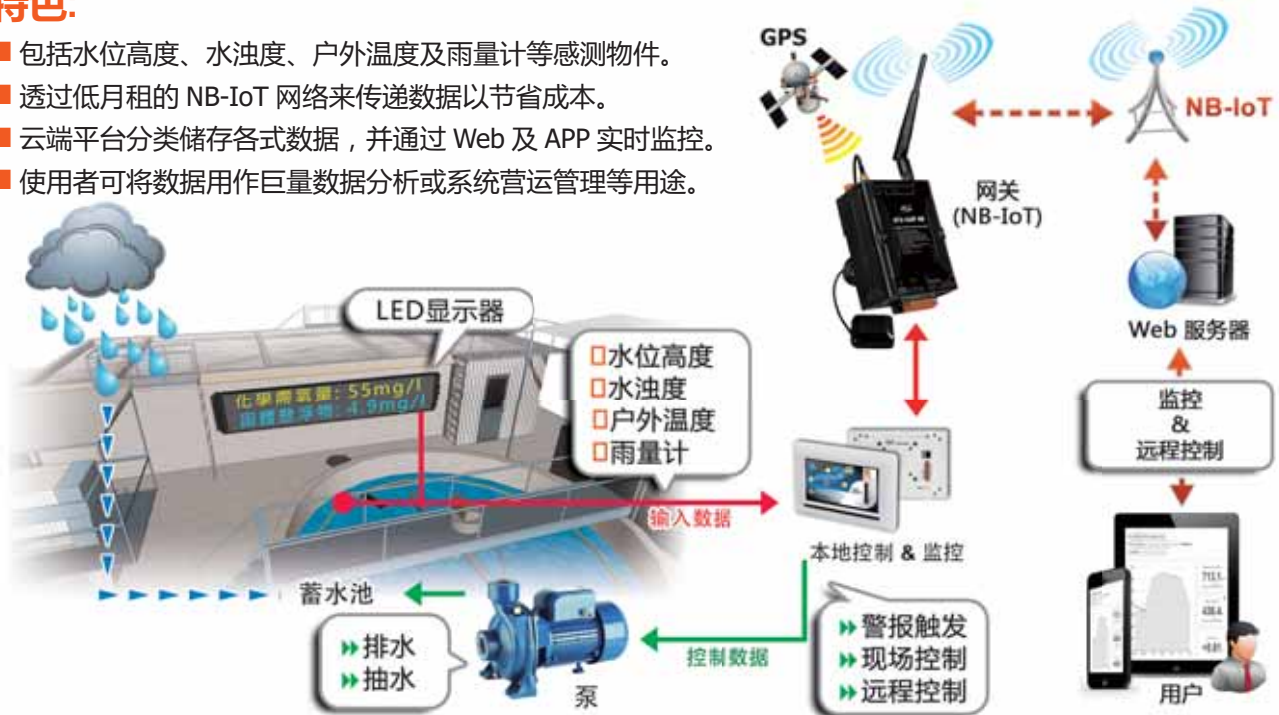 特色.
包括水位高度、水浊度、户外温度及雨量计等感测物件。
透过低月租的 NB-IoT 网络来传递数据以节省成本。
云端平台分类储存各式数据，并通过 Web 及 APP 实时监控。
使用者可将数据用作巨量数据分析或系统营运管理等用途。
GPS
NB-IoT
网关
(NB-IoT)
Web 服务器
监控
&
远程控制
用户
LED显示器
化學需氧量: 55mg/l
固體懸浮物: 4.9mg/l
水位高度
水浊度
户外温度
雨量计
输入数据
本地控制 & 监控
警报触发
现场控制
远程控制
控制数据
蓄水池
排水
抽水
泵